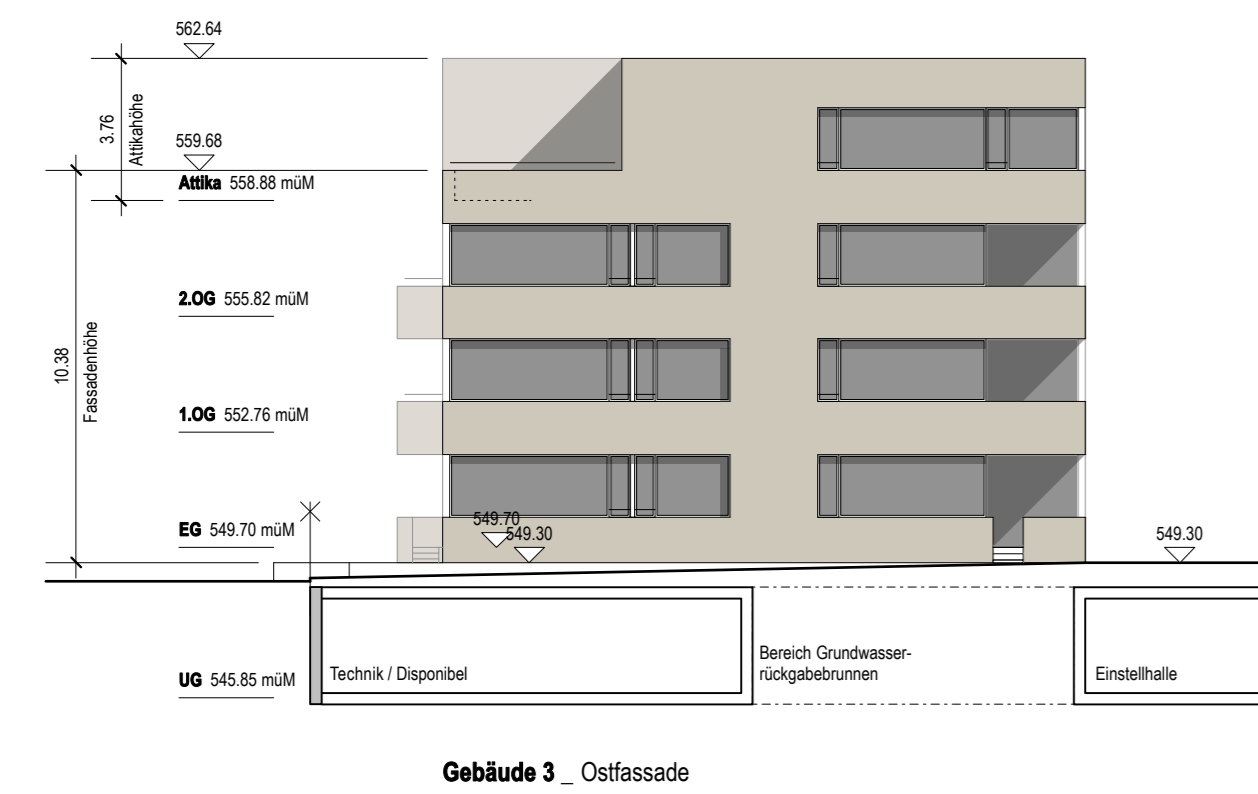 562.64
3.76
Attikahöhe
559.68
Attika 558.88 müM
2.OG 555.82 müM
10.38
Fassadenhöhe
1.OG 552.76 müM
EG 549.70 müM
549.70
549.30
549.30
Bereich Grundwasser-
rückgabebrunnen
Technik / Disponibel
Einstellhalle
UG 545.85 müM
Gebäude 3 _ Ostfassade